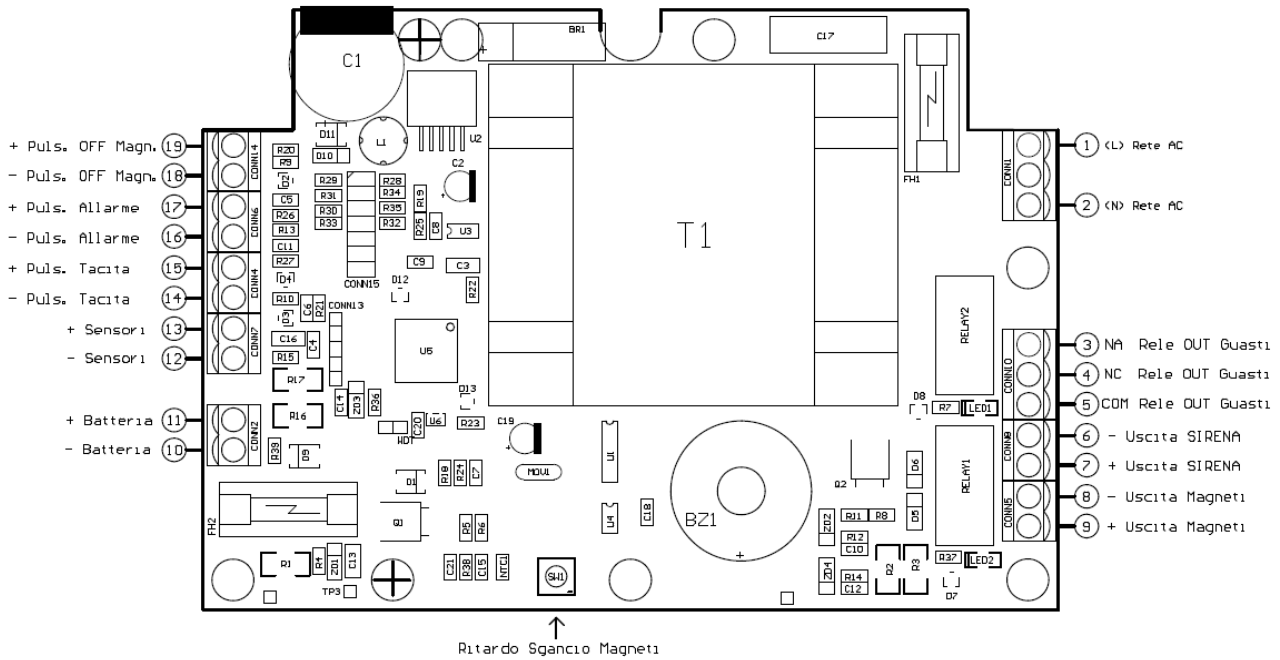 C1
BR1
C17
U2
D11
L1
D10
C2
FH1
19 + Puls. OFF Magn.
18 - Puls. OFF Magn.
17 + Puls. Allarme
16 - Puls. Allarme
15 + Puls. Tacita
14 - Puls. Tacita
13 + Sensori
12 - Sensori
11 + Batteria
10 - Batteria
CONN14
CONN6
CONN4
CONN7
CONN2
R20
R9
D2
C5
R26
R13
C11
R27
D4
R10
C6
R21
D3
C16
C4
R15
R17
R16
R29
R31
R30
R33
R28
R34
R35
R32
CONN15
CONN13
R19
R25
C8
U3
C9
C3
R22
D12
U5
D13
C14
ZD3
R36
WDT
C20
U6
R23
C19
MOV1
T1
R39
D9
FH2
D1
R18
R24
C7
Q1
R5
R6
R1
R4
ZD1
C13
TP3
C21
R38
C15
NTC1
SW1
U1
U4
C18
BZ1
Q2
D6
D5
ZD2
R11
R8
R12
C10
ZD4
R14
C12
R2
R3
R37
LED2
D7
D8
R7
LED1
RELAY2
RELAY1
CONN1
CONN10
CONN8
CONN5
1 (L) Rete AC
2 (N) Rete AC
3 NA Rele OUT Guasti
4 NC Rele OUT Guasti
5 COM Rele OUT Guasti
6 - Uscita SIRENA
7 + Uscita SIRENA
8 - Uscita Magneti
9 + Uscita Magneti
Ritardo Sgancio Magneti